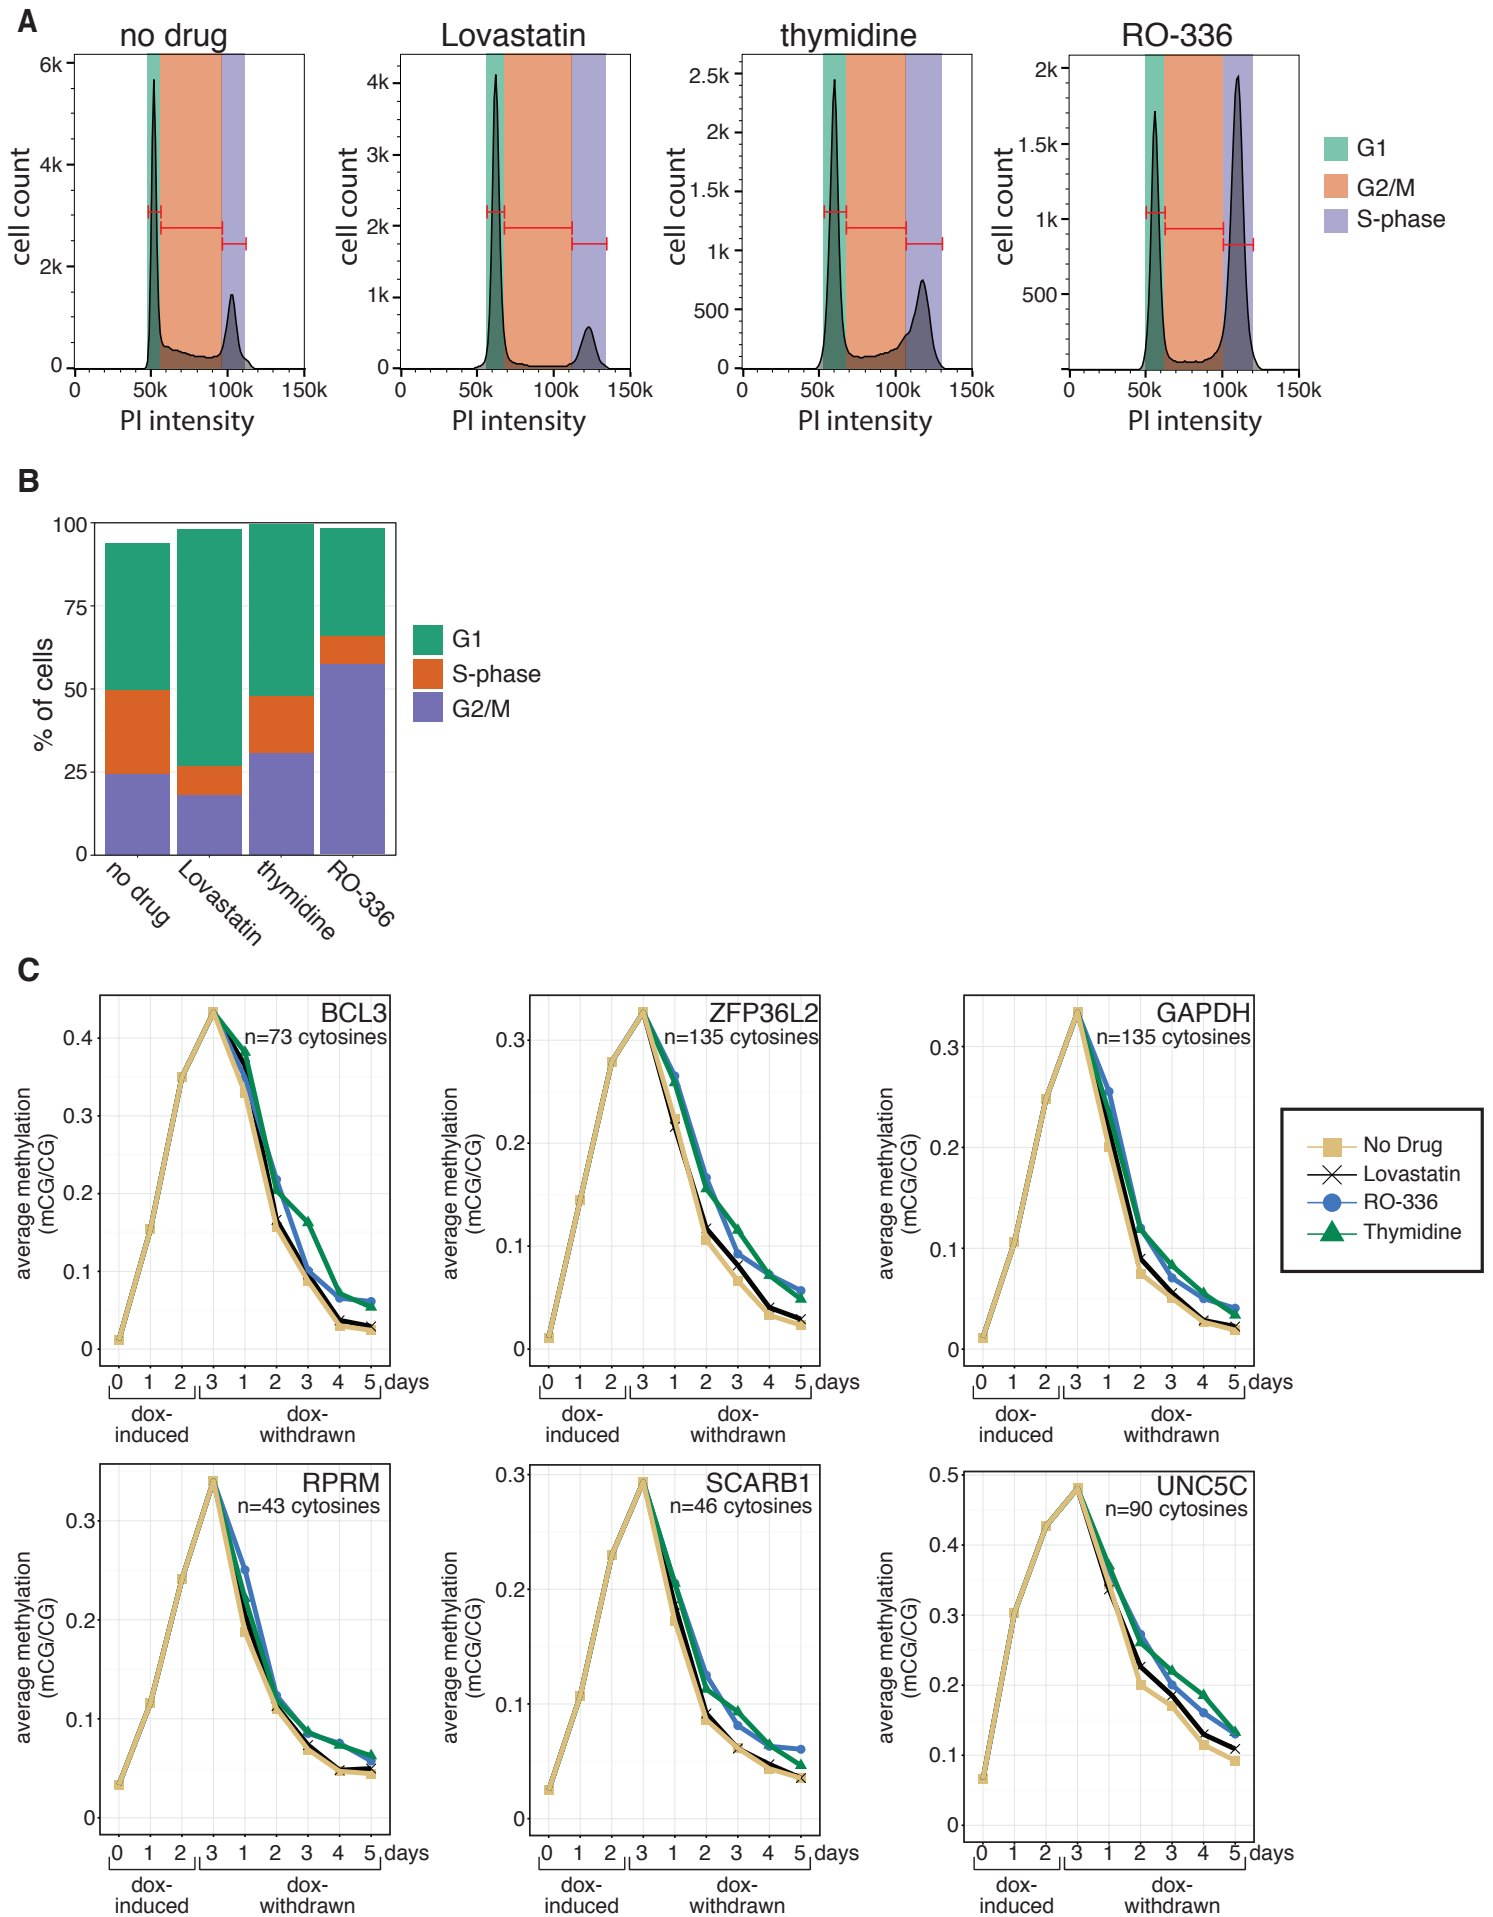 A
no drug
Lovastatin
thymidine
RO-336
6k
4k
2k
0
cell count
0
50k
100k
150k
PI intensity
4k
3k
2k
1k
0
cell count
0
50k
100k
150k
PI intensity
2.5k
2k
1.5k
1k
500
0
cell count
0
50k
100k
150k
PI intensity
2k
1.5k
1k
500
cell count
0
50k
100k
150k
PI intensity
G1
G2/M
S-phase
B
100
75
50
25
0
% of cells
no drug
Lovastatin
thymidine
RO-336
G1
S-phase
G2/M
C
BCL3
n=73 cytosines
0.4
0.3
0.2
0.1
0
average methylation
(mCG/CG)
0 1 2 3 1 2 3 4 5 days
dox-
induced
dox-
withdrawn
ZFP36L2
n=135 cytosines
0.3
0.2
0.1
0
average methylation
(mCG/CG)
0 1 2 3 1 2 3 4 5 days
dox-
induced
dox-
withdrawn
GAPDH
n=135 cytosines
0.3
0.2
0.1
0
average methylation
(mCG/CG)
0 1 2 3 1 2 3 4 5 days
dox-
induced
dox-
withdrawn
No Drug
Lovastatin
RO-336
Thymidine
RPRM
n=43 cytosines
0.3
0.2
0.1
0
average methylation
(mCG/CG)
0 1 2 3 1 2 3 4 5 days
dox-
induced
dox-
withdrawn
SCARB1
n=46 cytosines
0.3
0.2
0.1
0
average methylation
(mCG/CG)
0 1 2 3 1 2 3 4 5 days
dox-
induced
dox-
withdrawn
UNC5C
n=90 cytosines
0.5
0.4
0.3
0.2
0.1
0
average methylation
(mCG/CG)
0 1 2 3 1 2 3 4 5 days
dox-
induced
dox-
withdrawn